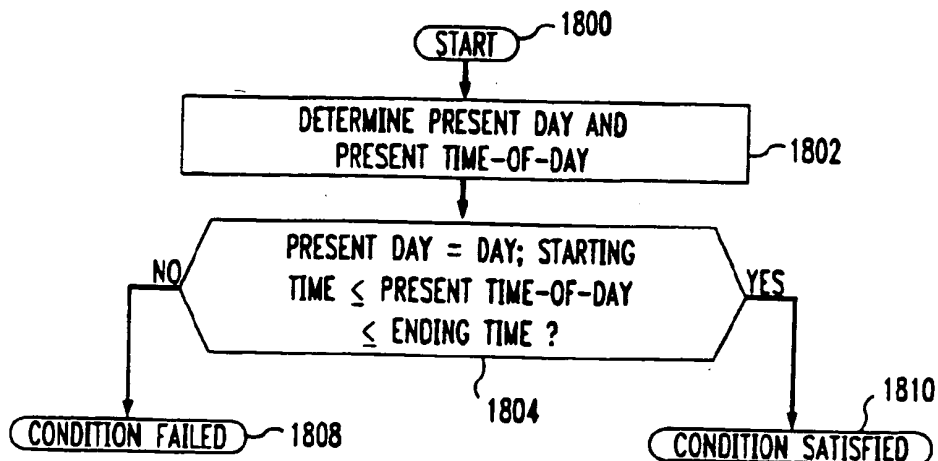 START
1800
DETERMINE PRESENT DAY AND
PRESENT TIME-OF-DAY
1802
PRESENT DAY = DAY; STARTING
TIME ≤ PRESENT TIME-OF-DAY
≤ ENDING TIME ?
NO
YES
1804
CONDITION FAILED
1808
1810
CONDITION SATISFIED